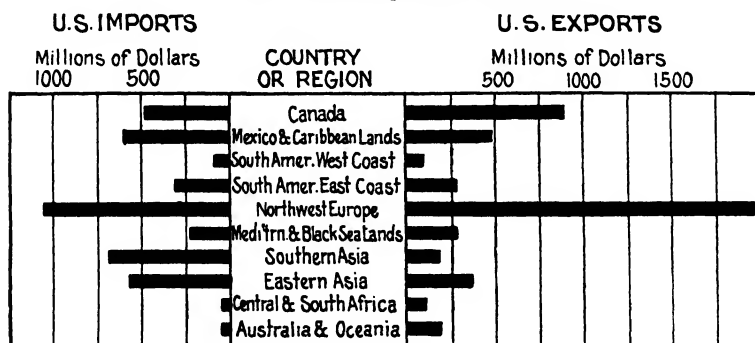 U.S. IMPORTS U.S. EXPORTS
Millions of Dollars COUNTRY Millions of Dollars
1000 500 OR REGION 500 1000 1500
Canada
Mexico & Caribbean Lands
South Amer. West Coast
South Amer. East Coast
Northwest Europe
Medit'rn. & Black Sea Lands
Southern Asia
Eastern Asia
Central & South Africa
Australia & Oceania